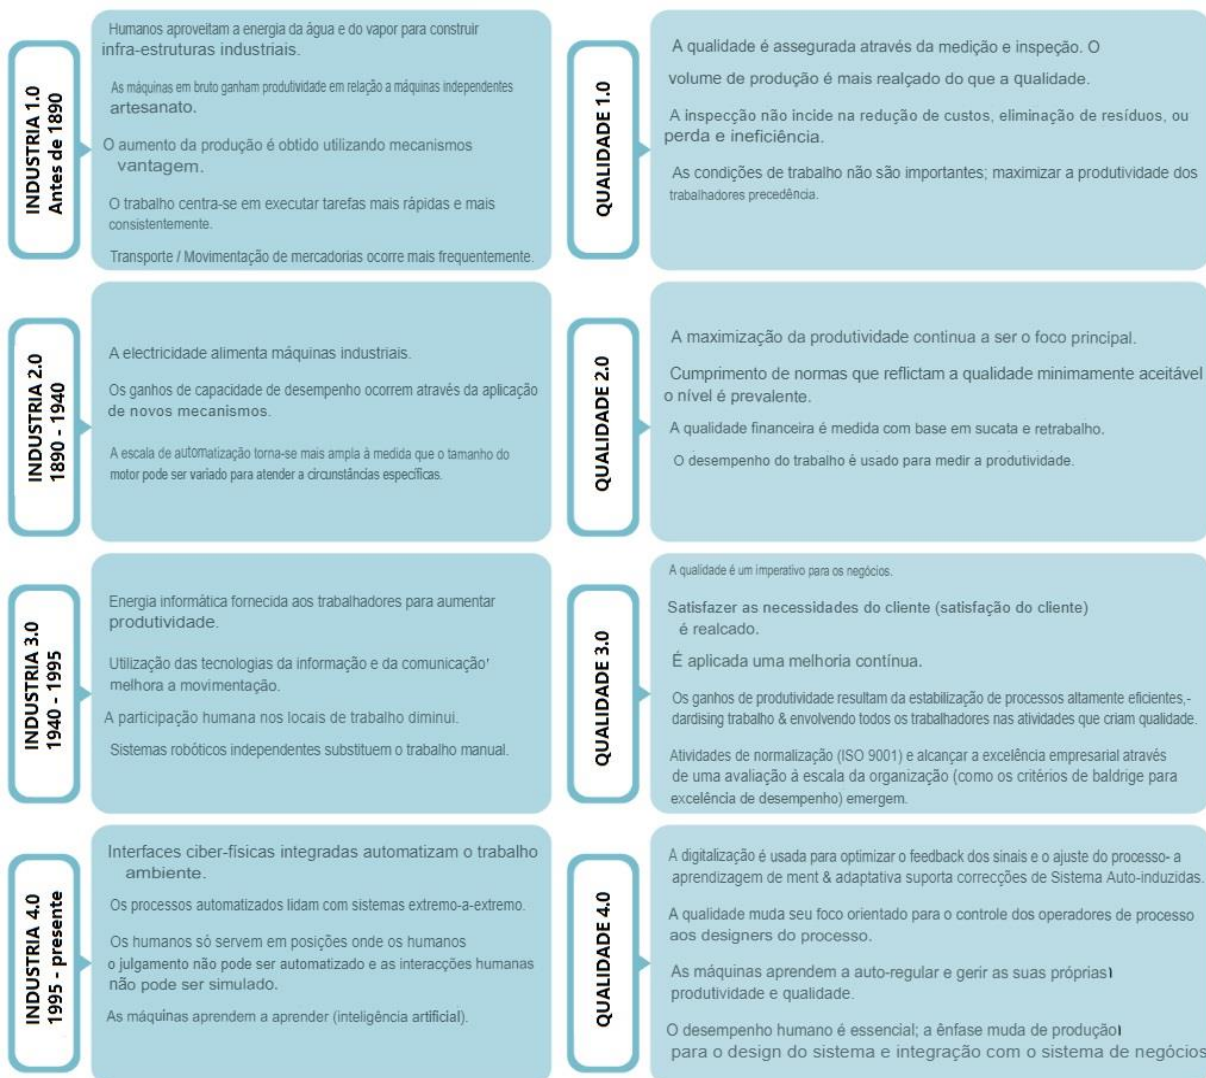 INDUSTRIA 1.0
Antes de 1890
Humanos aproveitam a energia da água e do vapor para construir
infra-estruturas industriais.
As máquinas em bruto ganham produtividade em relação a máquinas independentes
artesanato.
O aumento da produção é obtido utilizando mecanismos
vantagem.
O trabalho centra-se em executar tarefas mais rápidas e mais
consistentemente.
Transporte / Movimentação de mercadorias ocorre mais frequentemente.
QUALIDADE 1.0
A qualidade é assegurada através da medição e inspeção. O
volume de produção é mais realçado do que a qualidade.
A inspecção não incide na redução de custos, eliminação de resíduos, ou
perda e ineficiência.
As condições de trabalho não são importantes; maximizar a produtividade dos
trabalhadores precedência.
INDUSTRIA 2.0
1890 - 1940
A electricidade alimenta máquinas industriais.
Os ganhos de capacidade de desempenho ocorrem através da aplicação
de novos mecanismos.
A escala de automatização torna-se mais ampla à medida que o tamanho do
motor pode ser variado para atender a circunstâncias específicas.
QUALIDADE 2.0
A maximização da produtividade continua a ser o foco principal.
Cumprimento de normas que reflictam a qualidade minimamente aceitável
o nível é prevalente.
A qualidade financeira é medida com base em sucata e retrabalho.
O desempenho do trabalho é usado para medir a produtividade.
INDUSTRIA 3.0
1940 - 1995
Energia informática fornecida aos trabalhadores para aumentar
produtividade.
Utilização das tecnologias da informação e da comunicação'
melhora a movimentação.
A participação humana nos locais de trabalho diminui.
Sistemas robóticos independentes substituem o trabalho manual.
QUALIDADE 3.0
A qualidade é um imperativo para os negócios.
Satisfazer as necessidades do cliente (satisfação do cliente)
é realcado.
É aplicada uma melhoria contínua.
Os ganhos de produtividade resultam da estabilização de processos altamente eficientes,-
dardising trabalho & envolvendo todos os trabalhadores nas atividades que criam qualidade.
Atividades de normalização (ISO 9001) e alcançar a excelência empresarial através
de uma avaliação à escala da organização (como os critérios de baldrige para
excelência de desempenho) emergem.
INDUSTRIA 4.0
1995 - presente
Interfaces ciber-físicas integradas automatizam o trabalho
ambiente.
Os processos automatizados lidam com sistemas extremo-a-extremo.
Os humanos só servem em posições onde os humanos
o julgamento não pode ser automatizado e as interacções humanas
não pode ser simulado.
As máquinas aprendem a aprender (inteligência artificial).
QUALIDADE 4.0
A digitalização é usada para optimizar o feedback dos sinais e o ajuste do processo- a
aprendizagem de ment & adaptativa suporta correcções de Sistema Auto-induzidas.
A qualidade muda seu foco orientado para o controle dos operadores de processo
aos designers do processo.
As máquinas aprendem a auto-regular e gerir as suas próprias
produtividade e qualidade.
O desempenho humano é essencial; a ênfase muda de produção
para o design do sistema e integração com o sistema de negócios